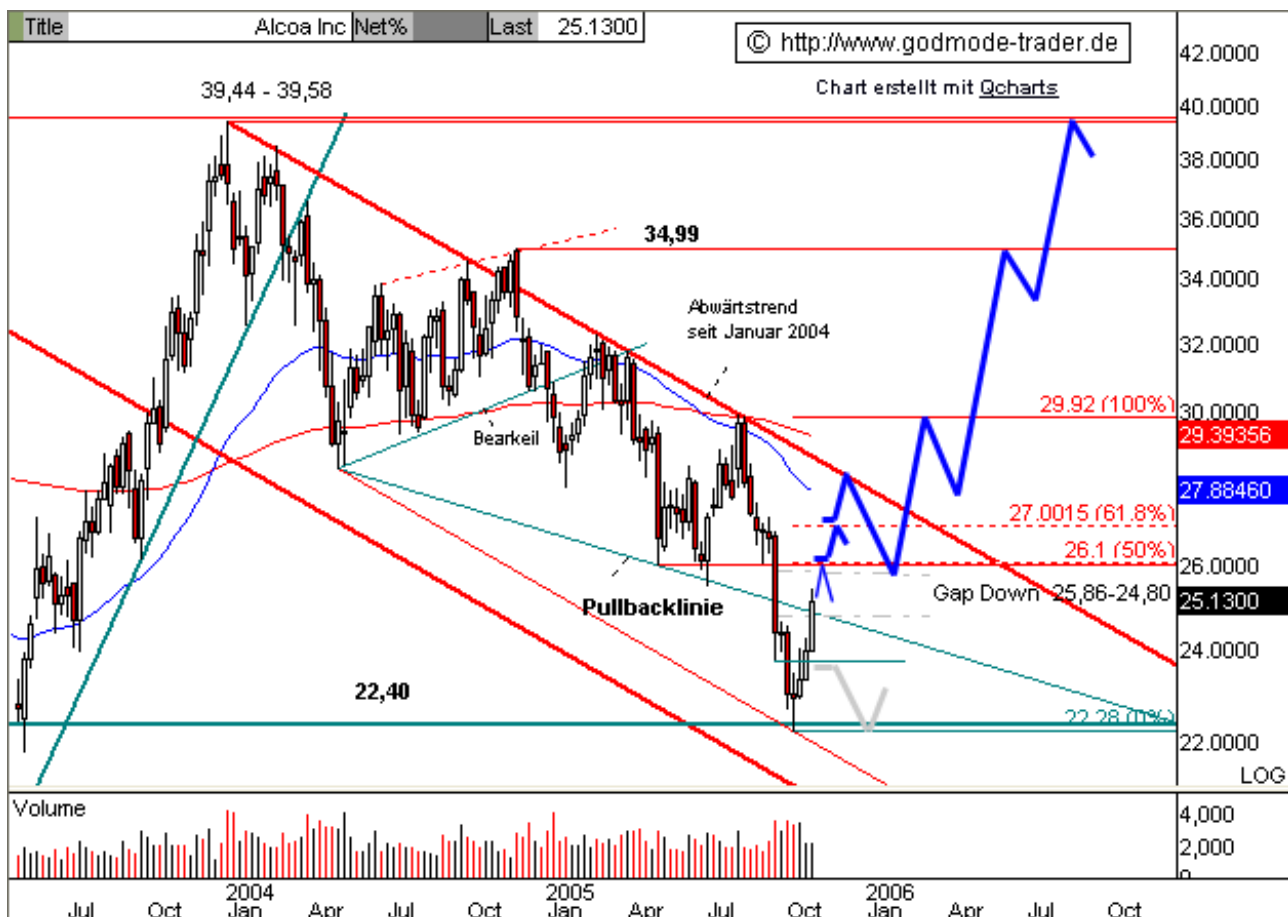 Title Alcoa Inc Net% Last 25.1300
© http://www.godmode-trader.de
Chart erstellt mit Qcharts
39,44 - 39,58
34,99
Abwärtstrend
seit Januar 2004
Bearkeil
Pullbacklinie
22,40
29.92 (100%)
27.0015 (61.8%)
26.1 (50%)
Gap Down 25,86-24,80
22.28 (0%)
42.0000
40.0000
38.0000
36.0000
34.0000
32.0000
30.0000
29.39356
27.88460
26.0000
25.1300
24.0000
22.0000
LOG
Volume
4,000
2,000
0
2004 2005 2006
Jul Oct Jan Apr Jul Oct Jan Apr Jul Oct Jan Apr Jul Oct